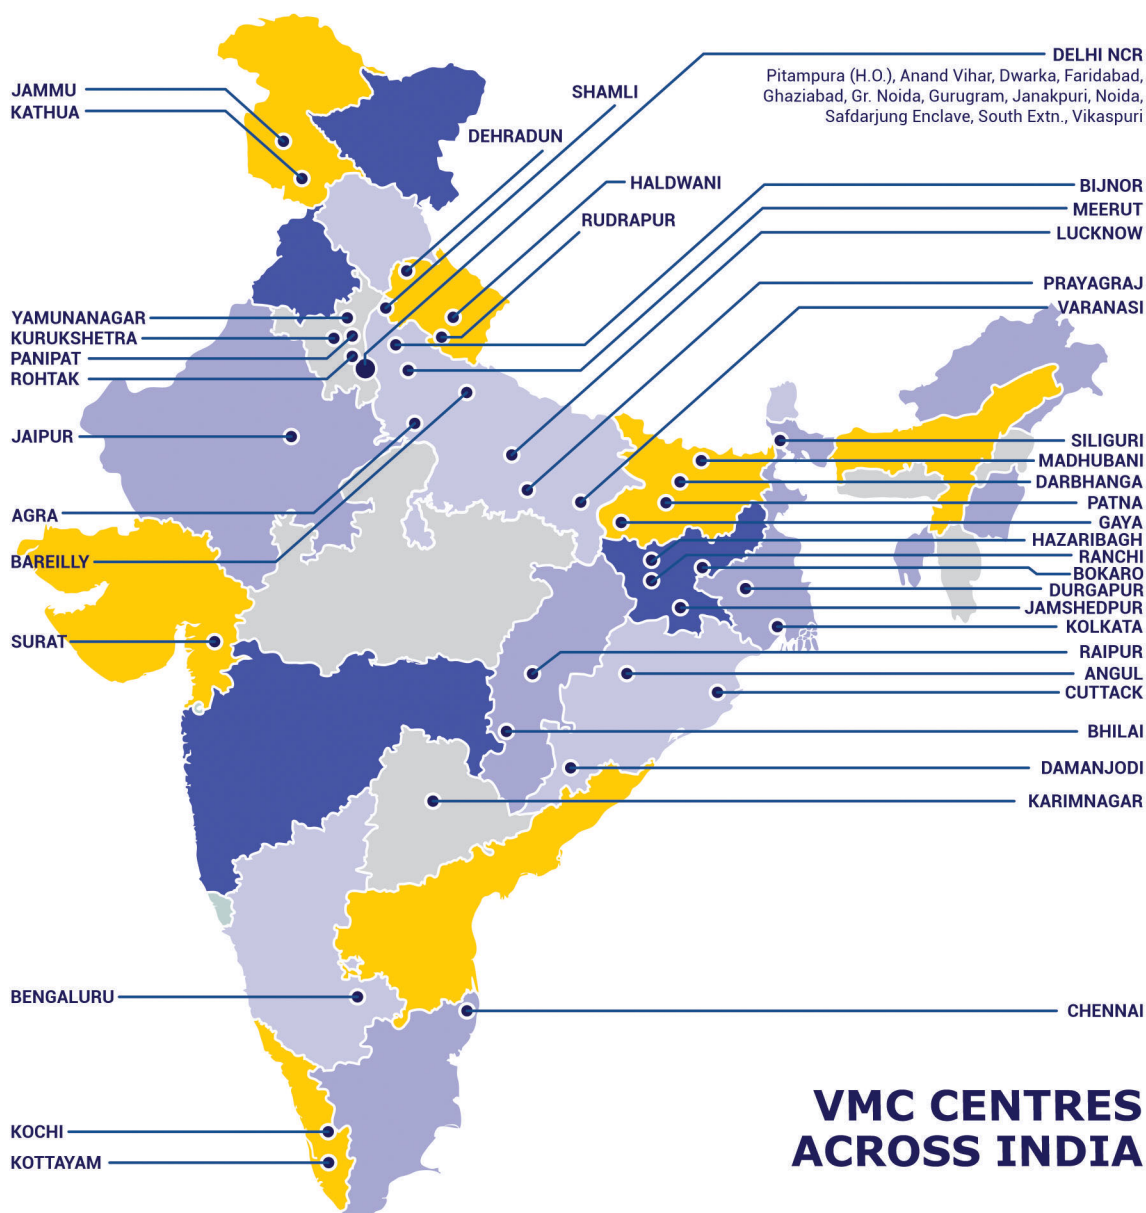 DELHI NCR
Pitampura (H.O.), Anand Vihar, Dwarka, Faridabad,
Ghaziabad, Gr. Noida, Gurugram, Janakpuri, Noida,
Safdarjung Enclave, South Extn., Vikaspuri
JAMMU
KATHUA
SHAMLI
DEHRADUN
HALDWANI
RUDRAPUR
BIJNOR
MEERUT
LUCKNOW
PRAYAGRAJ
VARANASI
YAMUNANAGAR
KURUKSHETRA
PANIPAT
ROHTAK
JAIPUR
AGRA
BAREILLY
SURAT
SILIGURI
MADHUBANI
DARBHANGA
PATNA
GAYA
HAZARIBAGH
RANCHI
BOKARO
DURGAPUR
JAMSHEDPUR
KOLKATA
RAIPUR
ANGUL
CUTTACK
BHILAI
DAMANJODI
KARIMNAGAR
BENGALURU
CHENNAI
KOCHI
KOTTAYAM
VMC CENTRES
ACROSS INDIA